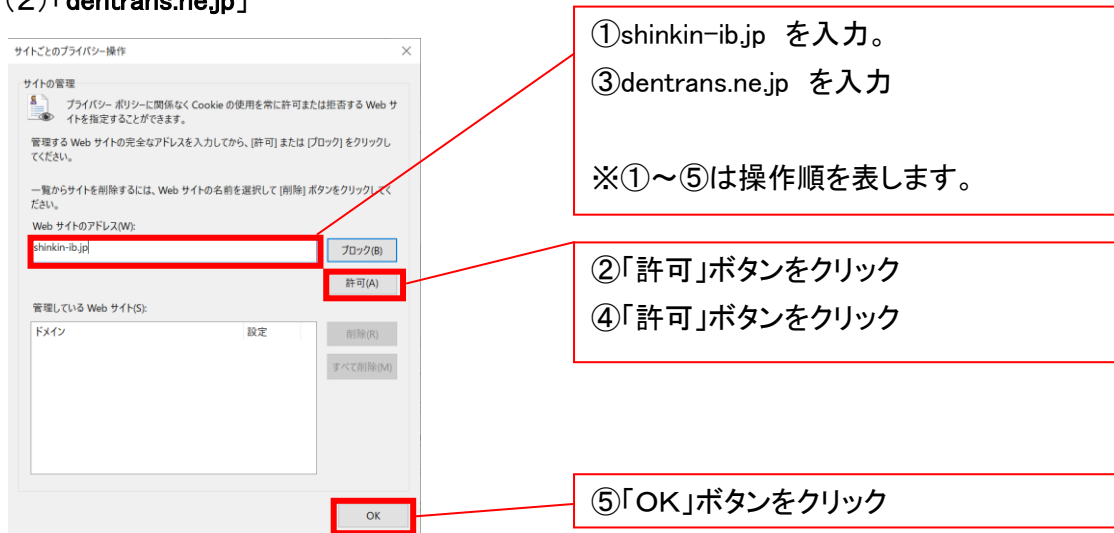 (2)「dentrans.ne.jp」
サイトごとのプライバシー操作
サイトの管理
プライバシー ポリシーに関係なく Cookie の使用を常に許可または拒否する Web サ
イトを指定することができます。
管理する Web サイトの完全なアドレスを入力してから、[許可] または [ブロック] をクリックし
てください。
一覧からサイトを削除するには、Web サイトの名前を選択して [削除] ボタンをクリックしてく
ださい。
Web サイトのアドレス(W):
shinkin-ib.jp
ブロック(B)
許可(A)
管理している Web サイト(S):
ドメイン
設定
削除(R)
すべて削除(M)
OK
①shinkin-ib.jp を入力。
③dentrans.ne.jp を入力
※①~⑤は操作順を表します。
②「許可」ボタンをクリック
④「許可」ボタンをクリック
⑤「OK」ボタンをクリック